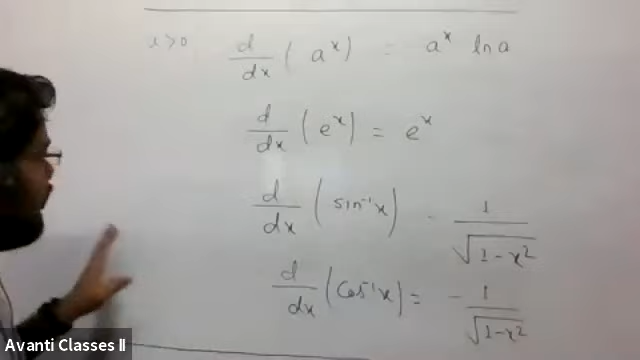 a>0 d/dx ( a^x ) = a^x ln a
d/dx ( e^x ) = e^x
d/dx ( sin⁻¹x ) - 1/√(1-x²)
d/dx ( Cos⁻¹x ) = - 1/√(1-x²)
Avanti Classes II